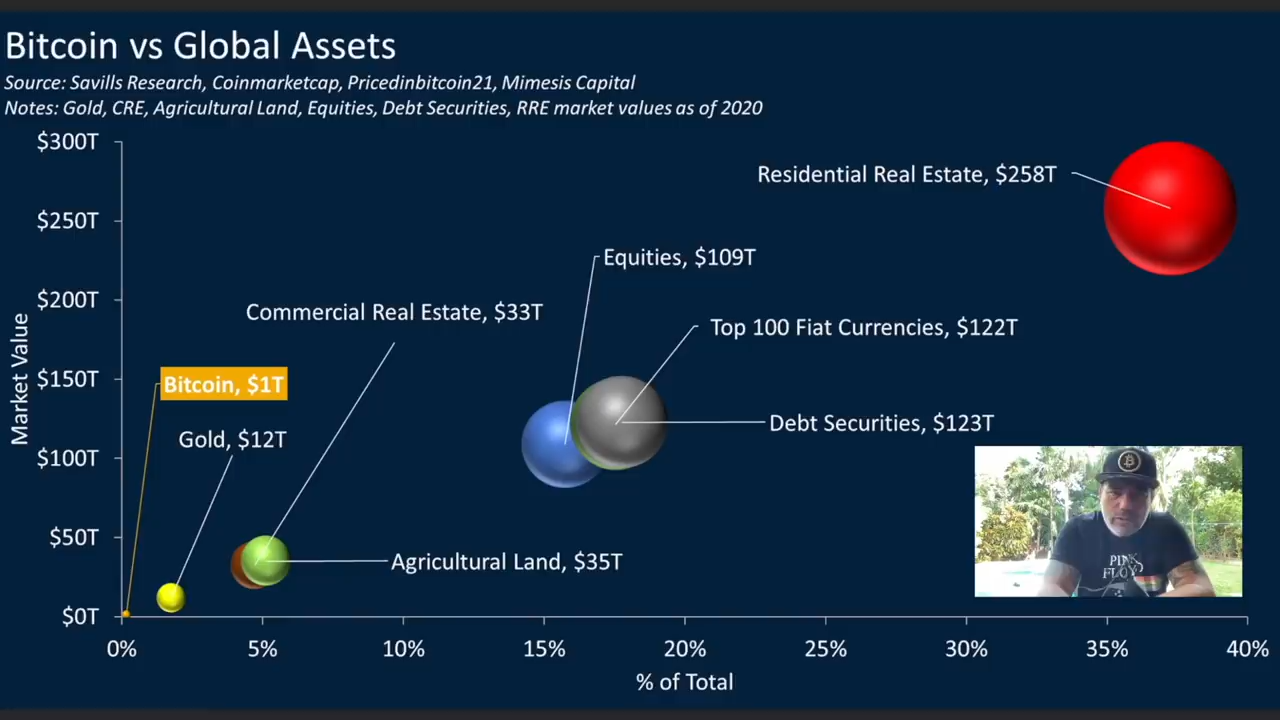 Bitcoin vs Global Assets
Source: Savills Research, Coinmarketcap, Pricedinbitcoin21, Mimesis Capital
Notes: Gold, CRE, Agricultural Land, Equities, Debt Securities, RRE market values as of 2020
$300T
$250T
$200T
$150T
$100T
$50T
$0T
Market Value
Residential Real Estate, $258T
Equities, $109T
Commercial Real Estate, $33T
Top 100 Fiat Currencies, $122T
Bitcoin, $1T
Debt Securities, $123T
Gold, $12T
Agricultural Land, $35T
PINK
FLOYD
0% 5% 10% 15% 20% 25% 30% 35% 40%
% of Total